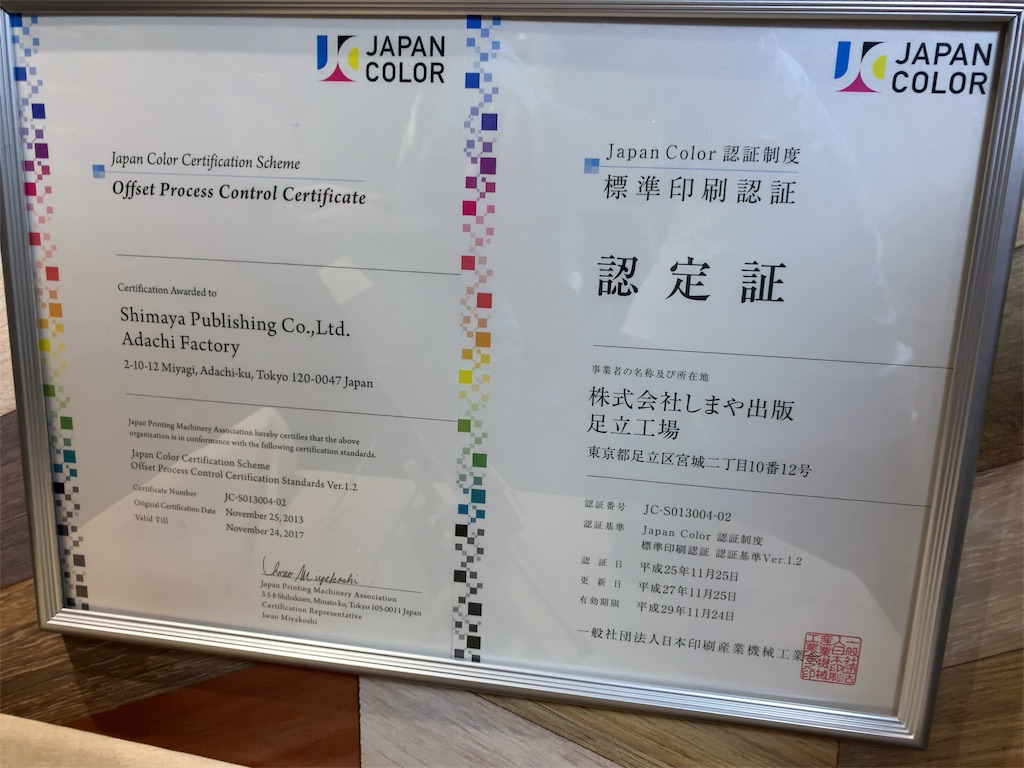 JAPAN
COLOR
Japan Color Certification Scheme
Offset Process Control Certificate
Certification Awarded to
Shimaya Publishing Co.,Ltd.
Adachi Factory
2-10-12 Miyagi, Adachi-ku, Tokyo 120-0047 Japan
Japan Printing Machinery Association hereby certifies that the above
organization is in conformance with the following certification standards.
Japan Color Certification Scheme
Offset Process Control Certification Standards Ver.1.2
Certificate Number JC-S013004-02
Original Certification Date November 25, 2013
Valid Till November 24, 2017
Iwao Miyakoshi
Japan Printing Machinery Association
3-5-8 Shibakoen, Minato-ku, Tokyo 105-0011 Japan
Certification Representative
Iwao Miyakoshi
JAPAN
COLOR
Japan Color 認証制度
標準印刷認証
認定証
事業者の名称及び所在地
株式会社しまや出版
足立工場
東京都足立区宮城二丁目10番12号
認証番号 JC-S013004-02
認証基準 Japan Color 認証制度
標準印刷認証 認証基準Ver.1.2
認証日 平成25年11月25日
更新日 平成27年11月25日
有効期限 平成29年11月24日
一般社団法人日本印刷産業機械工業